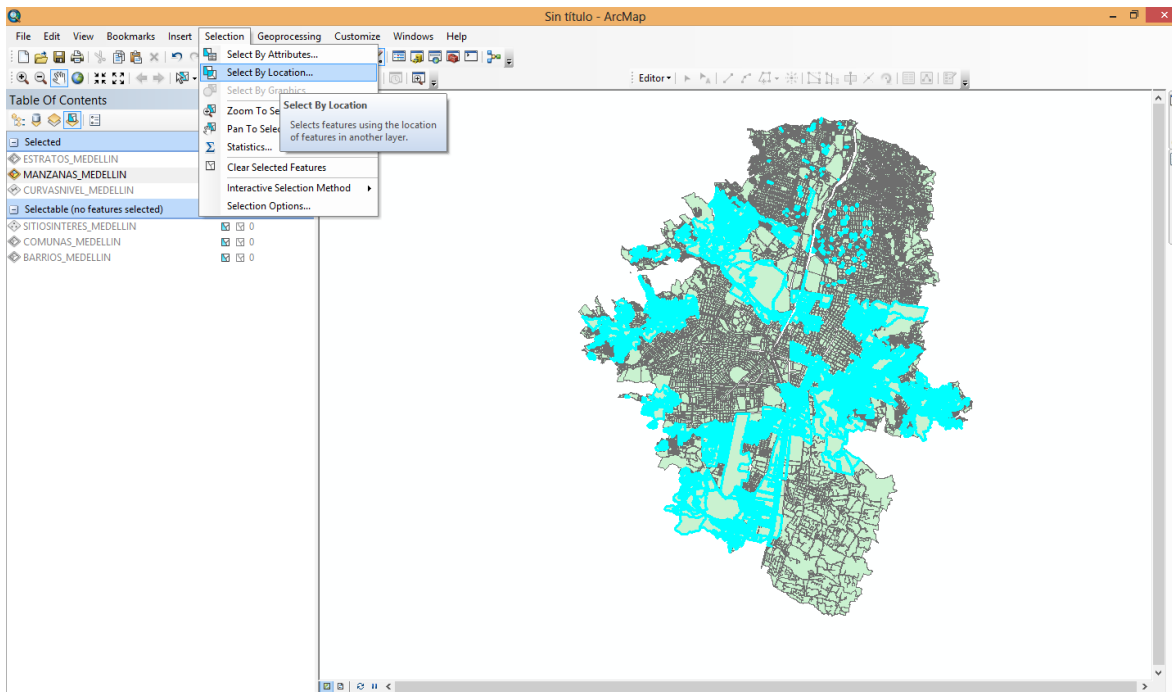 Sin título - ArcMap
File Edit View Bookmarks Insert Selection Geoprocessing Customize Windows Help
Select By Attributes...
Select By Location...
Select By Graphics
Editor
Table Of Contents
Select By Location
Selects features using the location
of features in another layer.
Zoom To Se
Pan To Selec
Statistics...
Clear Selected Features
Interactive Selection Method
Selection Options...
Selected
ESTRATOS_MEDELLIN
MANZANAS_MEDELLIN
CURVASNIVEL_MEDELLIN
Selectable (no features selected)
SITIOSINTERES_MEDELLIN 0
COMUNAS_MEDELLIN 0
BARRIOS_MEDELLIN 0